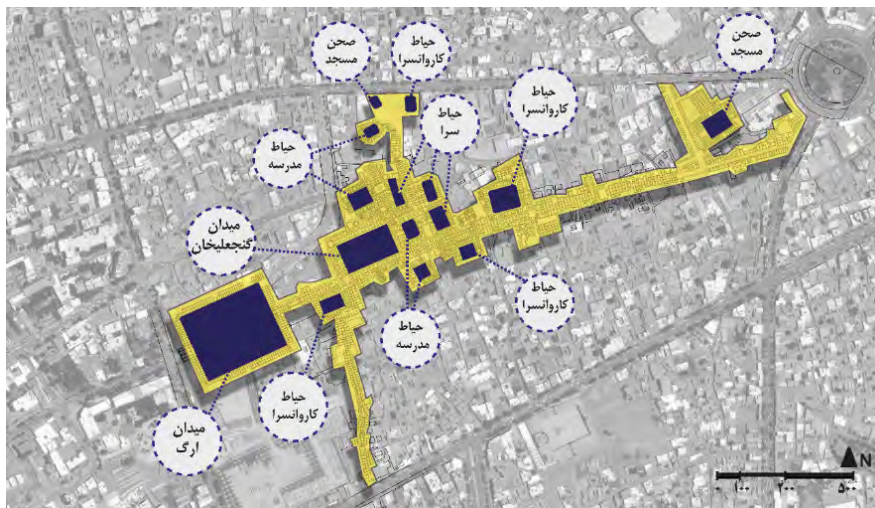 صحن
مسجد
حیاط
کاروانسرا
صحن
مسجد
حیاط
سرا
حیاط
کاروانسرا
حیاط
مدرسه
میدان
گنجعلیخان
حیاط
کاروانسرا
حیاط
مدرسه
حیاط
کاروانسرا
میدان
ارگ
N
۰ ۱۰۰ ۲۰۰ ۵۰۰